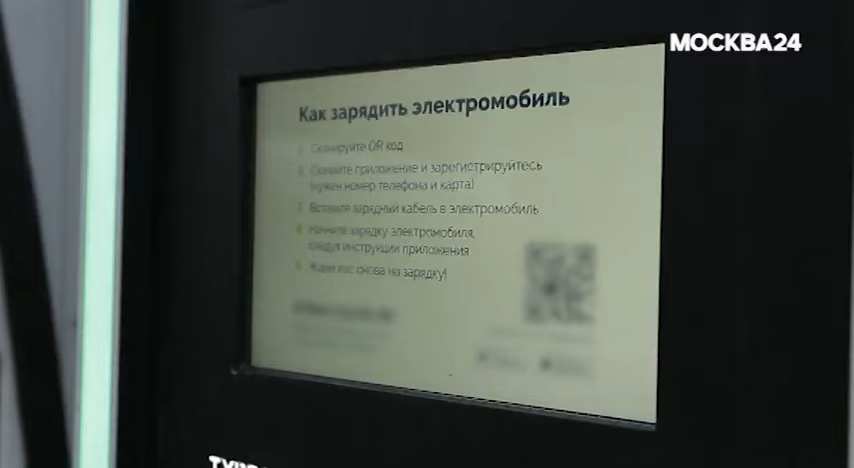 МОСКВА24
Как зарядить электромобиль
Сканируйте QR код
Скачайте приложение и зарегистрируйтесь
(нужен номер телефона и карта)
Вставьте зарядный кабель в электромобиль
Начните зарядку электромобиля,
следуя инструкции приложения
Ждем вас снова на зарядку!